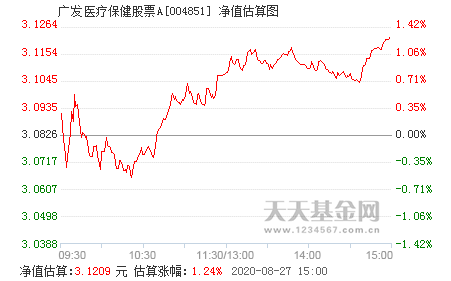 广发医疗保健股票A[004851] 净值估算图
3.1264 1.42%
3.1154 1.06%
3.1045 0.71%
3.0935 0.35%
3.0826 0.00%
3.0717 -0.35%
3.0607 -0.71%
3.0498 -1.06%
3.0388 -1.42%
天天基金网
www.1234567.com.cn
09:30 10:30 11:30/13:00 14:00 15:00
净值估算:3.1209 元 估算涨幅: 1.24% 2020-08-27 15:00